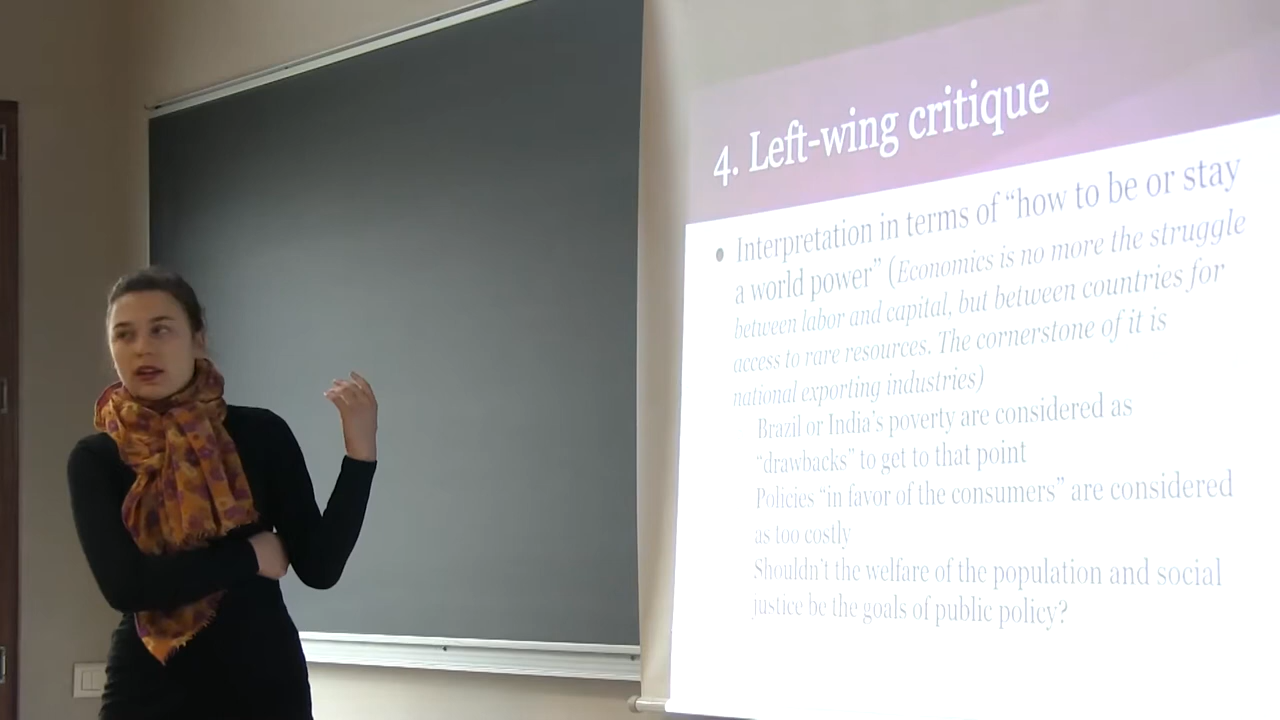 4. Left-wing critique
• Interpretation in terms of “how to be or stay
a world power” (Economics is no more the struggle
between labor and capital, but between countries for
access to rare resources. The cornerstone of it is
national exporting industries)
Brazil or India's poverty are considered as
“drawbacks” to get to that point
Policies “in favor of the consumers” are considered
as too costly
Shouldn't the welfare of the population and social
justice be the goals of public policy?